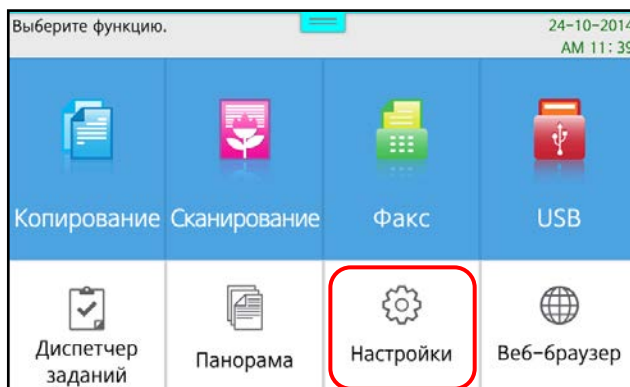 Выберите функцию.
24-10-2014
AM 11:39
Копирование
Сканирование
Факс
USB
Диспетчер
заданий
Панорама
Настройки
Веб-браузер